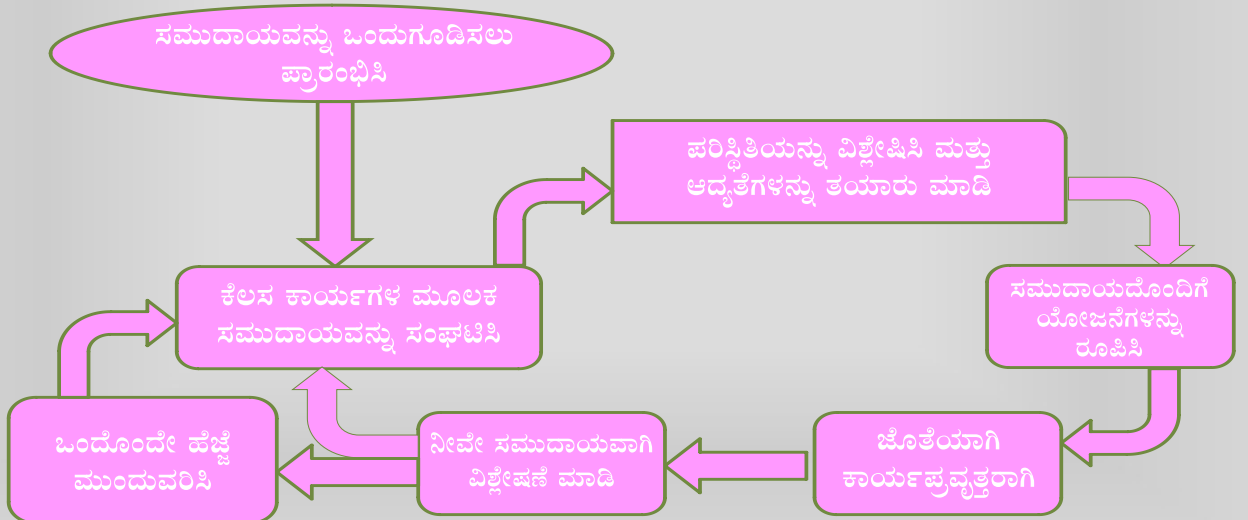 ಸಮುದಾಯವನ್ನು ಒಂದುಗೂಡಿಸಲು
ಪ್ರಾರಂಭಿಸಿ
ಪರಿಸ್ಥಿತಿಯನ್ನು ವಿಶ್ಲೇಷಿಸಿ ಮತ್ತು
ಆದ್ಯತೆಗಳನ್ನು ತಯಾರು ಮಾಡಿ
ಕೆಲಸ ಕಾರ್ಯಗಳ ಮೂಲಕ
ಸಮುದಾಯವನ್ನು ಸಂಘಟಿಸಿ
ಸಮುದಾಯದೊಂದಿಗೆ
ಯೋಜನೆಗಳನ್ನು
ರೂಪಿಸಿ
ಜೊತೆಯಾಗಿ
ಕಾರ್ಯಪ್ರವೃತ್ತರಾಗಿ
ನೀವೇ ಸಮುದಾಯವಾಗಿ
ವಿಶ್ಲೇಷಣೆ ಮಾಡಿ
ಒಂದೊಂದೇ ಹೆಜ್ಜೆ
ಮುಂದುವರಿಸಿ